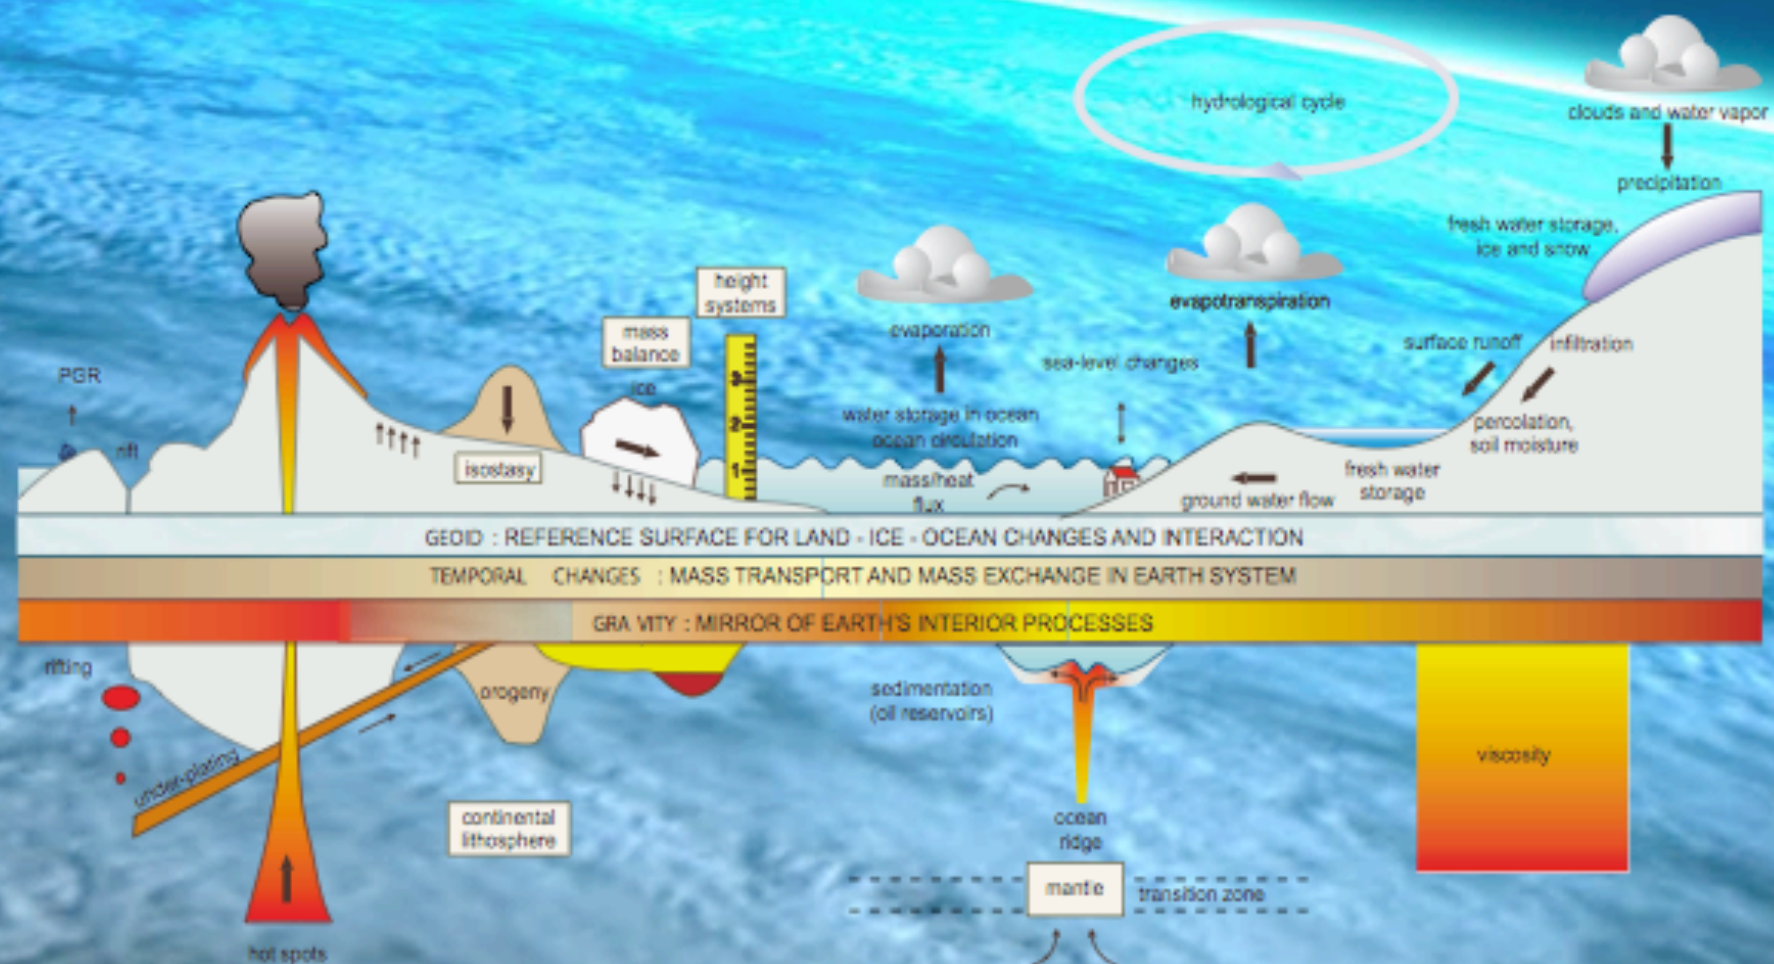 hydrological cycle
clouds and water vapor
precipitation
fresh water storage,
ice and snow
height
systems
mass
balance
ice
evaporation
evapotranspiration
sea-level changes
surface runoff
infiltration
PGR
rift
isostasy
3
2
1
water storage in ocean
ocean circulation
mass/heat
flux
percolation,
soil moisture
fresh water
storage
ground water flow
GEOID : REFERENCE SURFACE FOR LAND - ICE - OCEAN CHANGES AND INTERACTION
TEMPORAL CHANGES : MASS TRANSPORT AND MASS EXCHANGE IN EARTH SYSTEM
GRA VITY : MIRROR OF EARTH'S INTERIOR PROCESSES
rifting
orogeny
sedimentation
(oil reservoirs)
under-plating
viscosity
continental
lithosphere
ocean
ridge
mantle
transition zone
hot spots